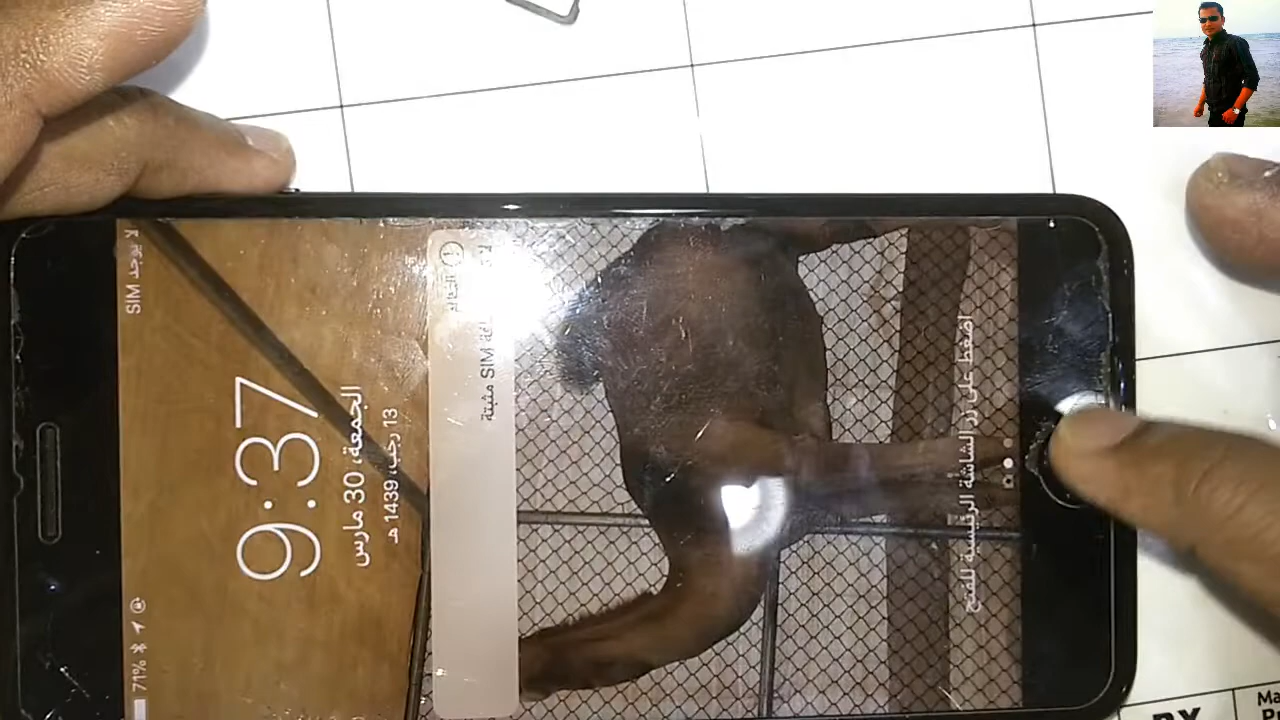 لا توجد SIM
71%
9:37
الجمعة، 30 مارس
13 رجب، 1439 هـ
SIM مثبتة
اضغط على زر الشاشة الرئيسية للفتح